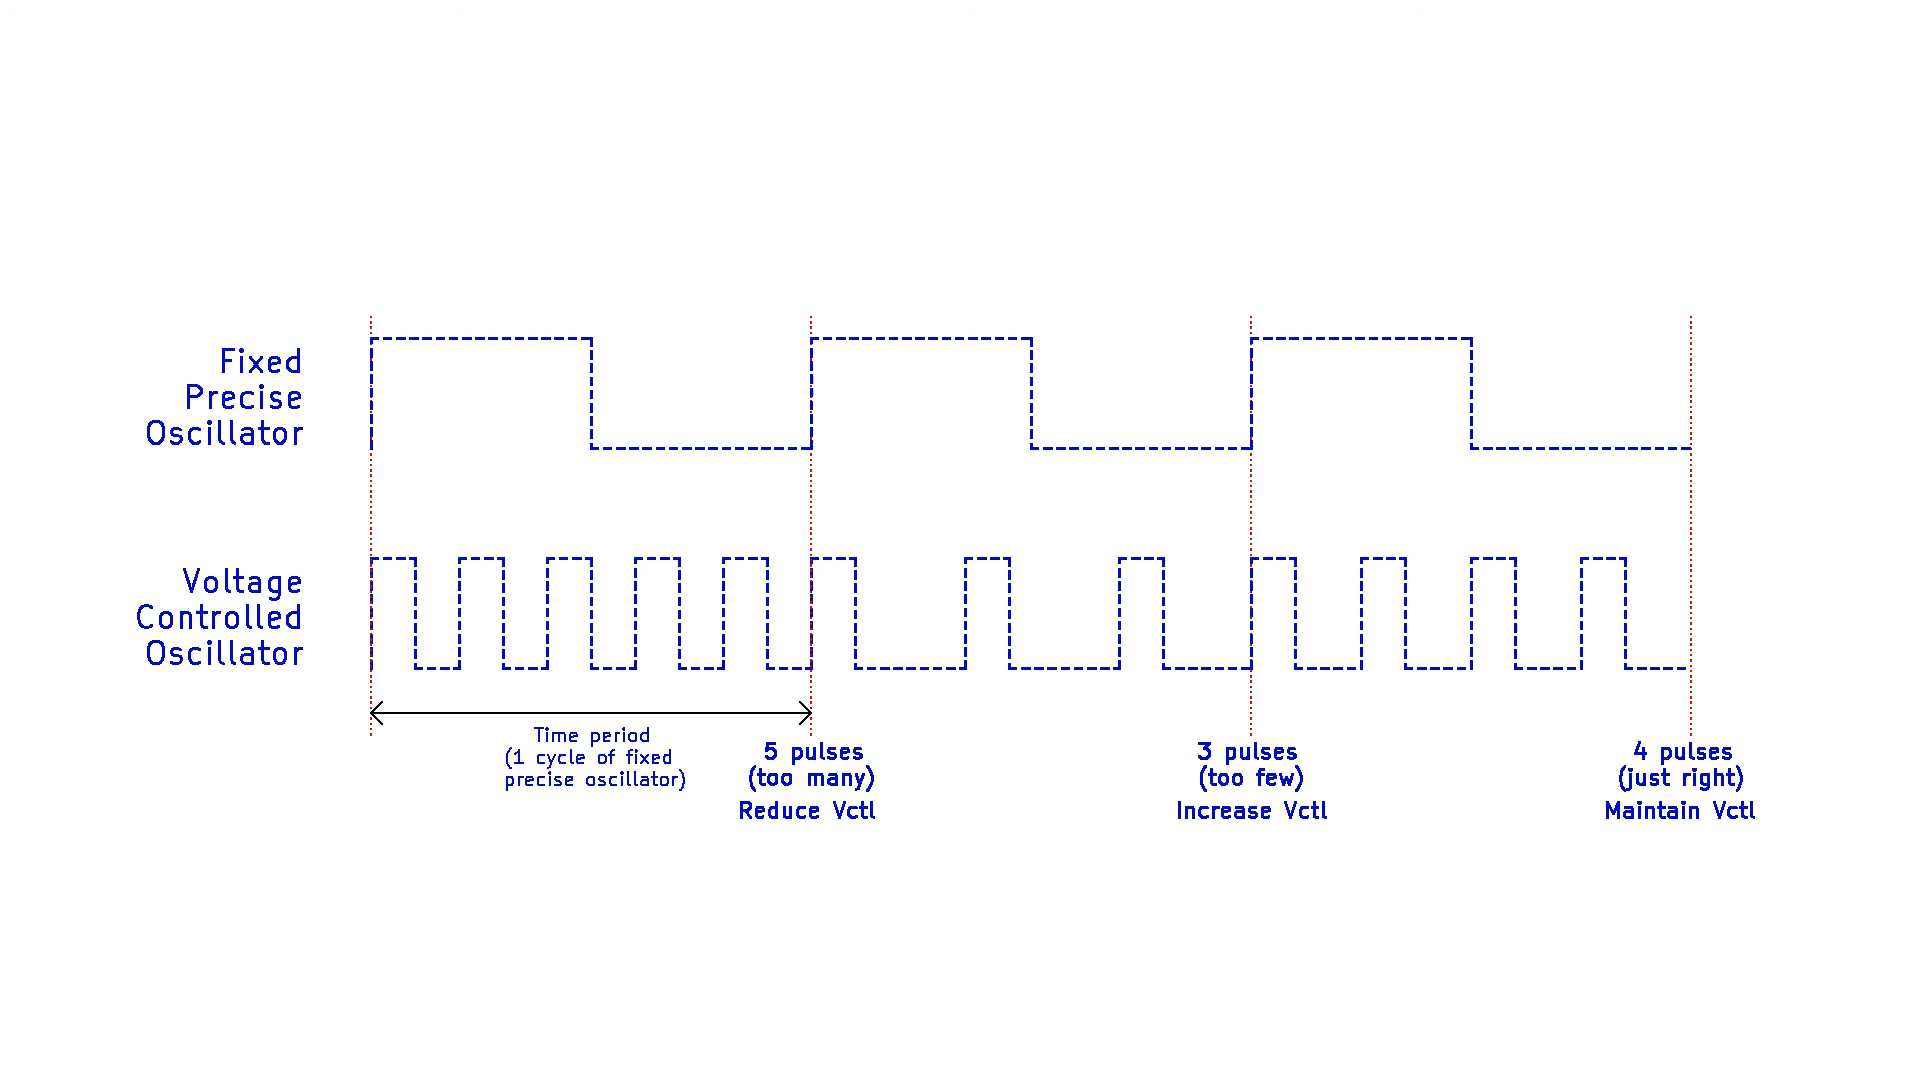 Fixed
Precise
Oscillator
Voltage
Controlled
Oscillator
Time period
(1 cycle of fixed
precise oscillator)
5 pulses
(too many)
Reduce Vctl
3 pulses
(too few)
Increase Vctl
4 pulses
(just right)
Maintain Vctl